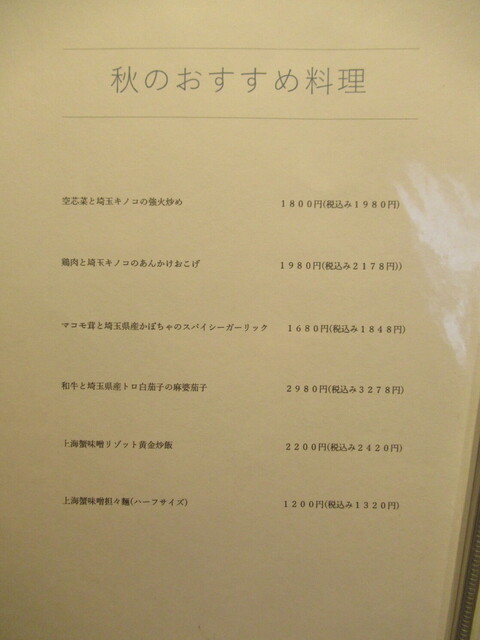 秋のおすすめ料理
空芯菜と埼玉キノコの強火炒め 1800円(税込み1980円)
鶏肉と埼玉キノコのあんかけおこげ 1980円(税込み2178円))
マコモ茸と埼玉県産かぼちゃのスパイシーガーリック 1680円(税込み1848円)
和牛と埼玉県産トロ白茄子の麻婆茄子 2980円(税込み3278円)
上海蟹味噌リゾット黄金炒飯 2200円(税込み2420円)
上海蟹味噌担々麺(ハーフサイズ) 1200円(税込み1320円)